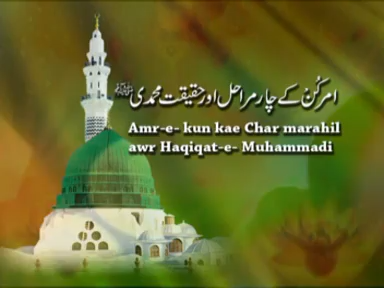 امر کُن کے چار مراحل اور حقیقت محمدی ﷺ
Amr-e- kun kae Char marahil
awr Haqiqat-e- Muhammadi